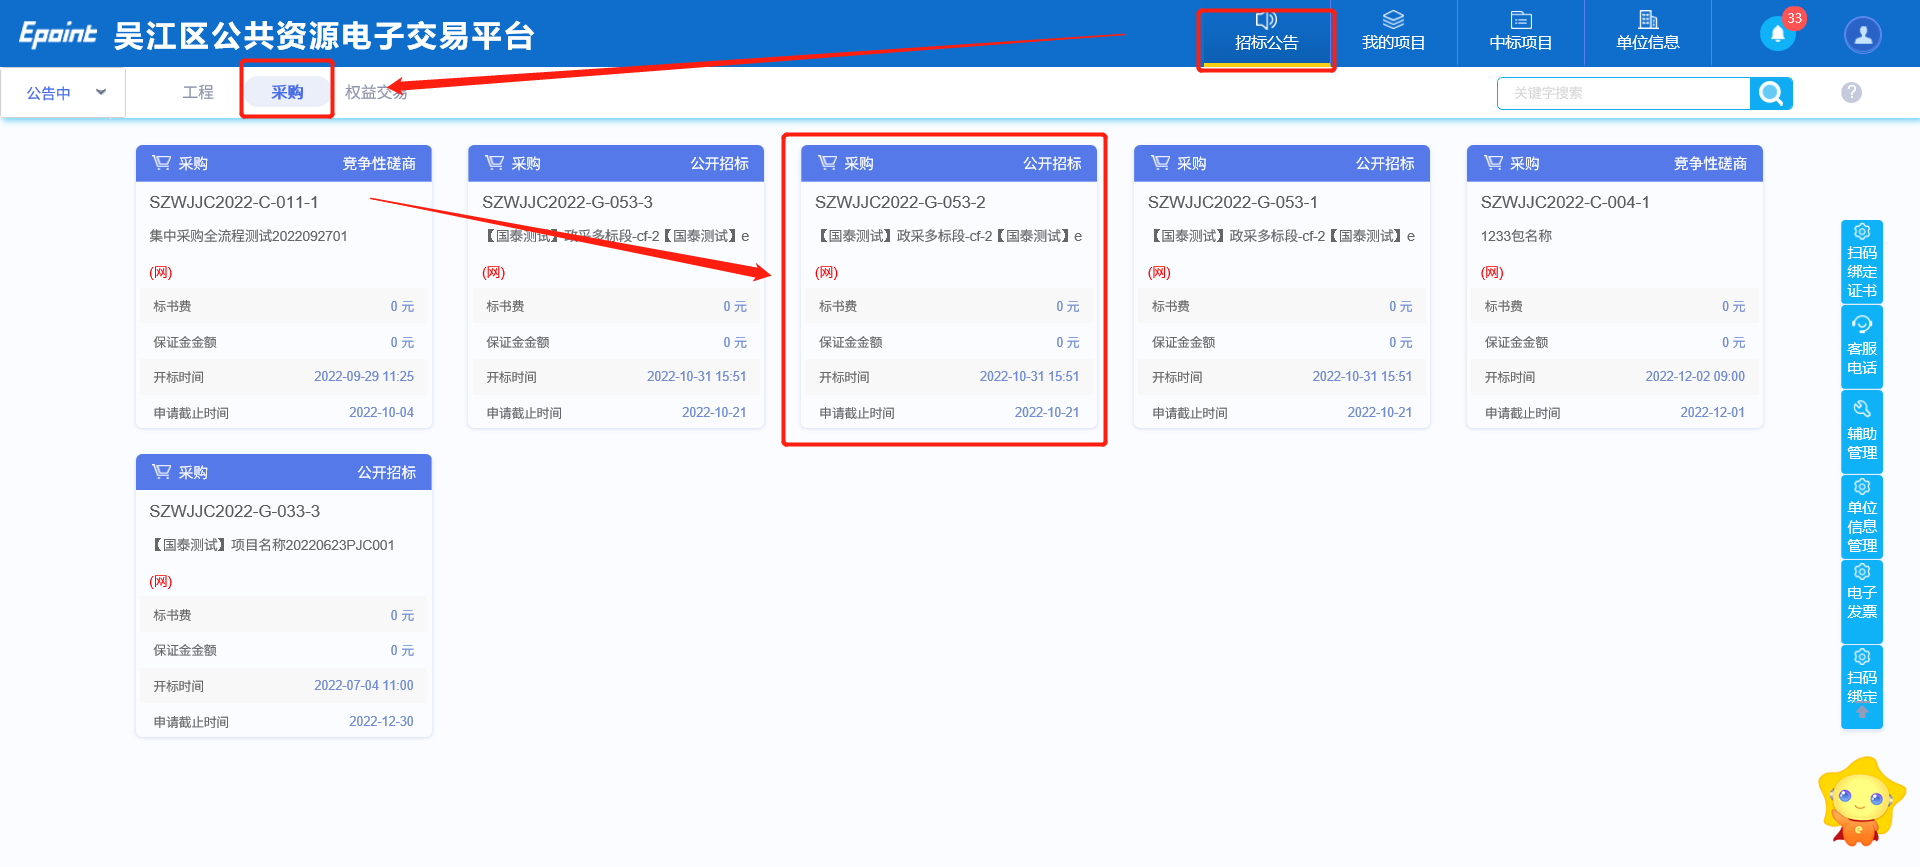 Epoint 吴江区公共资源电子交易平台
招标公告
我的项目
中标项目
单位信息
33
公告中
工程
采购
权益交易
关键字搜索
?
采购 竞争性磋商
SZWJJC2022-C-011-1
集中采购全流程测试2022092701
(网)
标书费 0 元
保证金金额 0 元
开标时间 2022-09-29 11:25
申请截止时间 2022-10-04
采购 公开招标
SZWJJC2022-G-053-3
【国泰测试】政采多标段-cf-2【国泰测试】e
(网)
标书费 0 元
保证金金额 0 元
开标时间 2022-10-31 15:51
申请截止时间 2022-10-21
采购 公开招标
SZWJJC2022-G-053-2
【国泰测试】政采多标段-cf-2【国泰测试】e
(网)
标书费 0 元
保证金金额 0 元
开标时间 2022-10-31 15:51
申请截止时间 2022-10-21
采购 公开招标
SZWJJC2022-G-053-1
【国泰测试】政采多标段-cf-2【国泰测试】e
(网)
标书费 0 元
保证金金额 0 元
开标时间 2022-10-31 15:51
申请截止时间 2022-10-21
采购 竞争性磋商
SZWJJC2022-C-004-1
1233包名称
(网)
标书费 0 元
保证金金额 0 元
开标时间 2022-12-02 09:00
申请截止时间 2022-12-01
采购 公开招标
SZWJJC2022-G-033-3
【国泰测试】项目名称20220623PJC001
(网)
标书费 0 元
保证金金额 0 元
开标时间 2022-07-04 11:00
申请截止时间 2022-12-30
扫码
绑定
证书
客服
电话
辅助
管理
单位
信息
管理
电子
发票
扫码
绑定